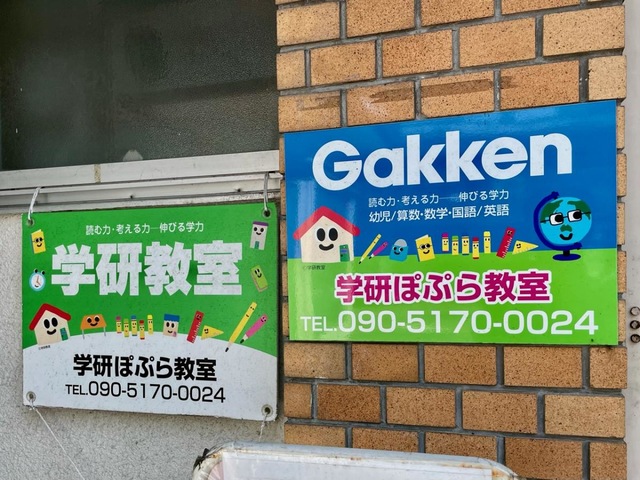 読む力・考える力─伸びる学力
学研教室
学研ぽぷら教室
TEL.090-5170-0024
Gakken
読む力・考える力──伸びる学力
幼児/算数・数学・国語/英語
学研ぽぷら教室
TEL.090-5170-0024